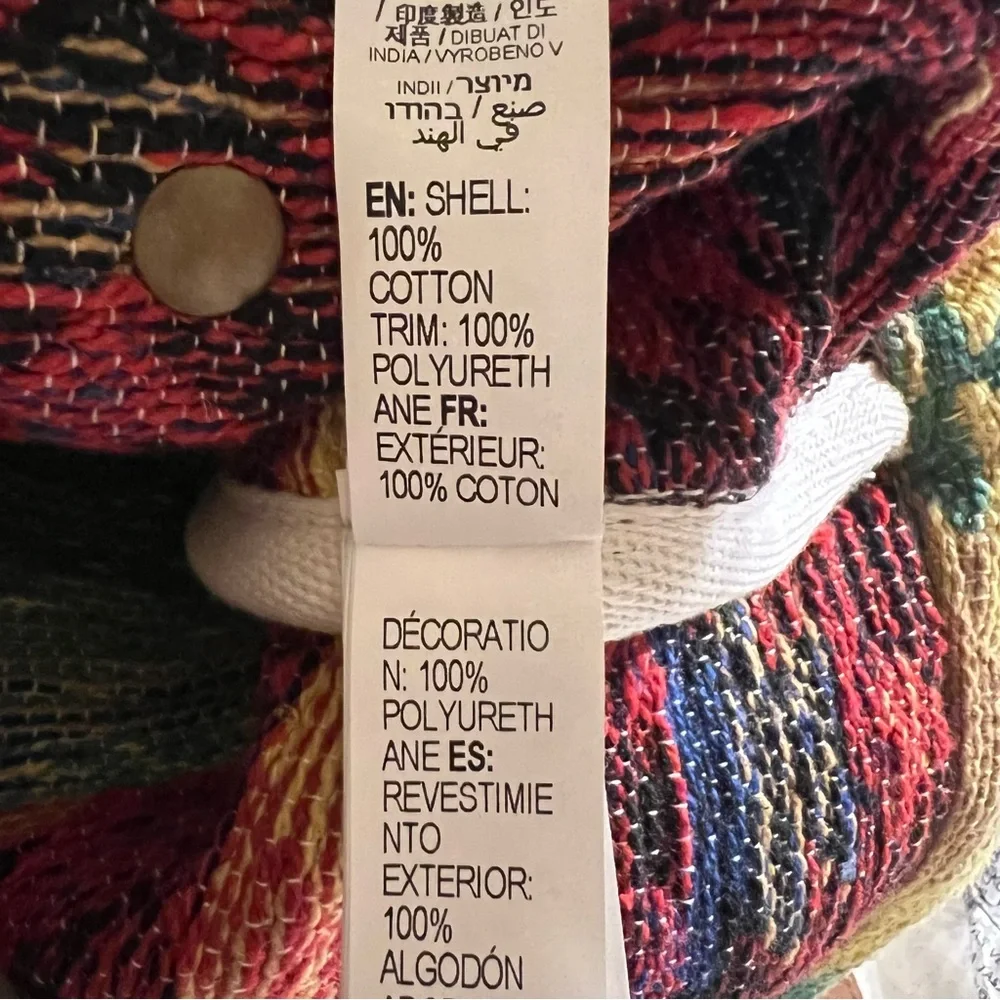 / 印度製造 / 인도
제품 / DIBUAT DI
INDIA / VYROBENO V
INDII / מיוצר
בהודו / صنع
في الهند
EN: SHELL:
100%
COTTON
TRIM: 100%
POLYURETH
ANE FR:
EXTÉRIEUR:
100% COTON
DÉCORATIO
N: 100%
POLYURETH
ANE ES:
REVESTIMIE
NTO
EXTERIOR:
100%
ALGODÓN